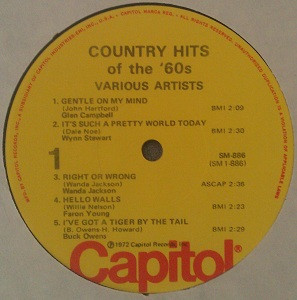 COUNTRY HITS
of the '60s
VARIOUS ARTISTS
1. GENTLE ON MY MIND
(John Hartford) BMI 2:09
Glen Campbell
2. IT'S SUCH A PRETTY WORLD TODAY
(Dale Noe) BMI 2:30
Wynn Stewart
1
SM-886
(SM 1-886)
3. RIGHT OR WRONG
(Wanda Jackson) ASCAP 2:36
Wanda Jackson
4. HELLO WALLS
(Willie Nelson) BMI 2:23
Faron Young
5. I'VE GOT A TIGER BY THE TAIL
(B. Owens H. Howard) BMI 2:29
Buck Owens
℗1972 Capitol Records, Inc.
Capitol®